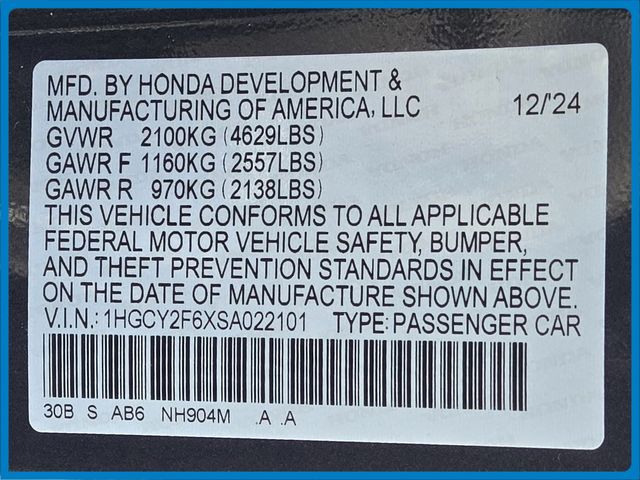 MFD. BY HONDA DEVELOPMENT &
MANUFACTURING OF AMERICA, LLC 12/'24
GVWR 2100KG (4629LBS)
GAWR F 1160KG (2557LBS)
GAWR R 970KG (2138LBS)
THIS VEHICLE CONFORMS TO ALL APPLICABLE
FEDERAL MOTOR VEHICLE SAFETY, BUMPER,
AND THEFT PREVENTION STANDARDS IN EFFECT
ON THE DATE OF MANUFACTURE SHOWN ABOVE.
V.I.N.: 1HGCY2F6XSA022101 TYPE: PASSENGER CAR
30B S AB6 NH904M .A .A